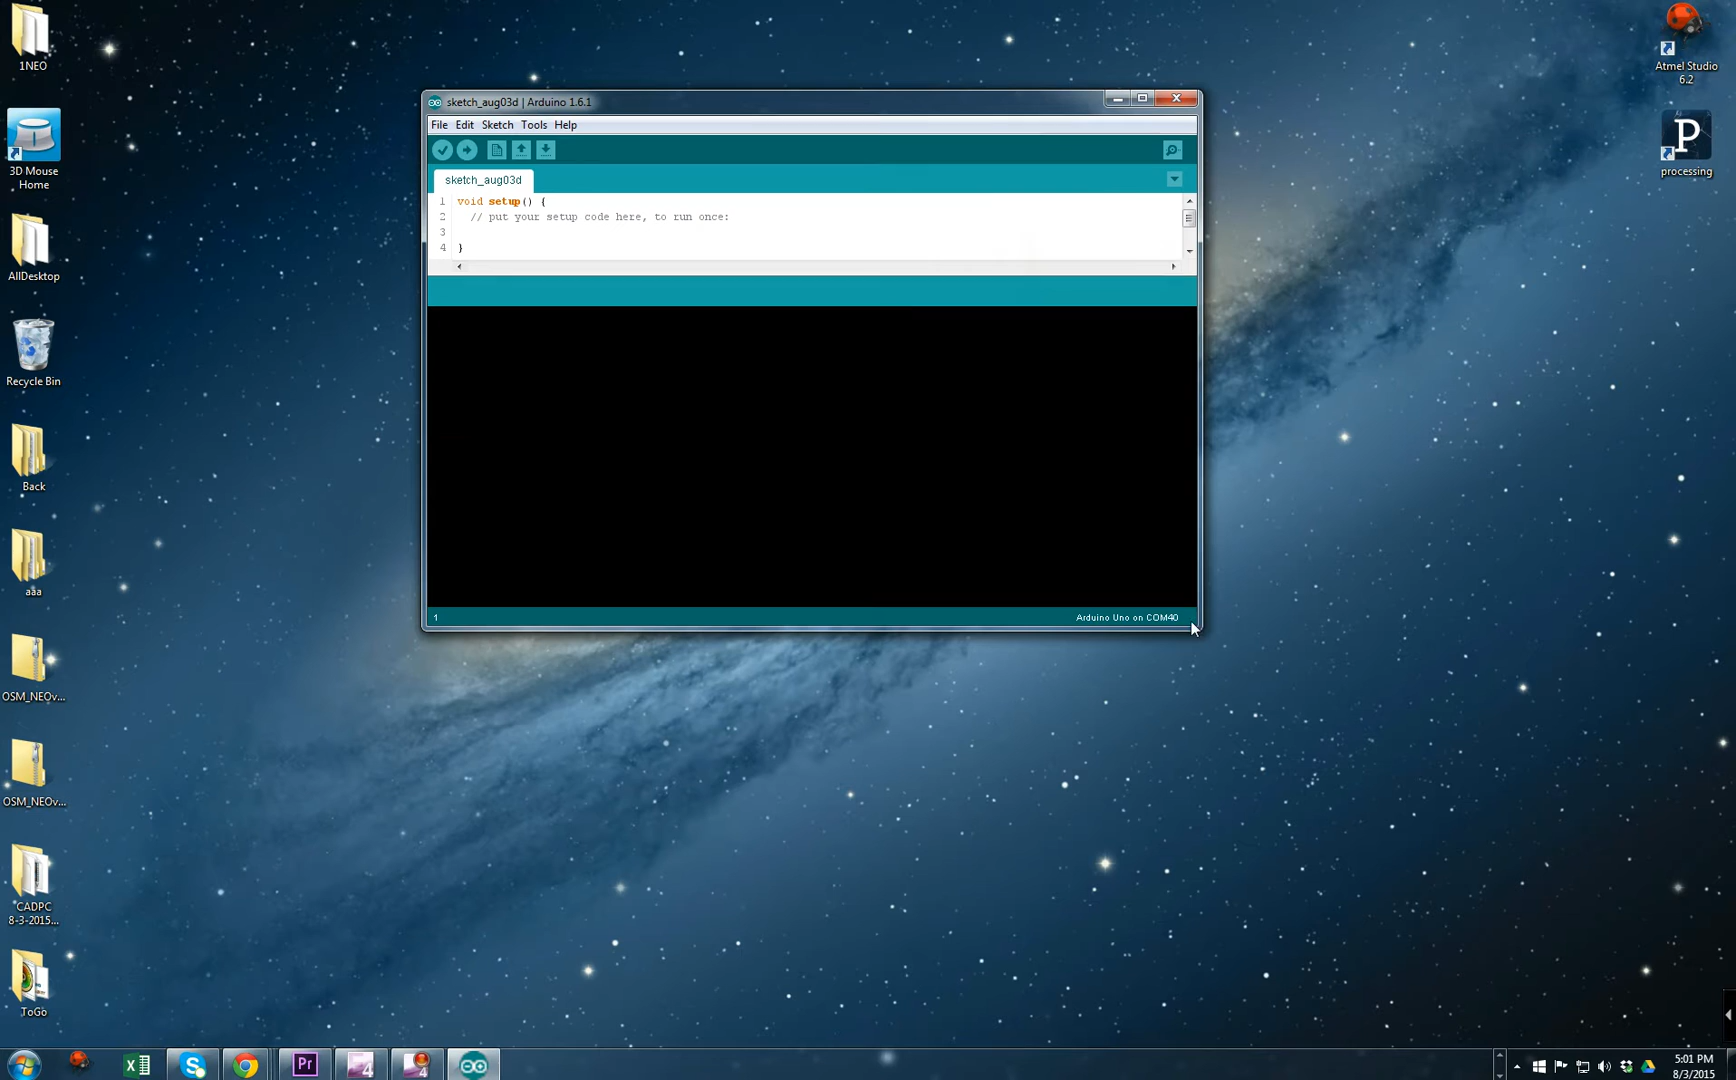 1NEO
3D Mouse
Home
AllDesktop
Recycle Bin
Back
aaa
OSM_NEOv...
OSM_NEOv...
CADPC
8-3-2015...
ToGo
sketch_aug03d | Arduino 1.6.1
File Edit Sketch Tools Help
sketch_aug03d
1 void setup() {
2 // put your setup code here, to run once:
3
4 }
1
Arduino Uno on COM40
Atmel Studio
6.2
P
processing
Pr
4
4
5:01 PM
8/3/2015